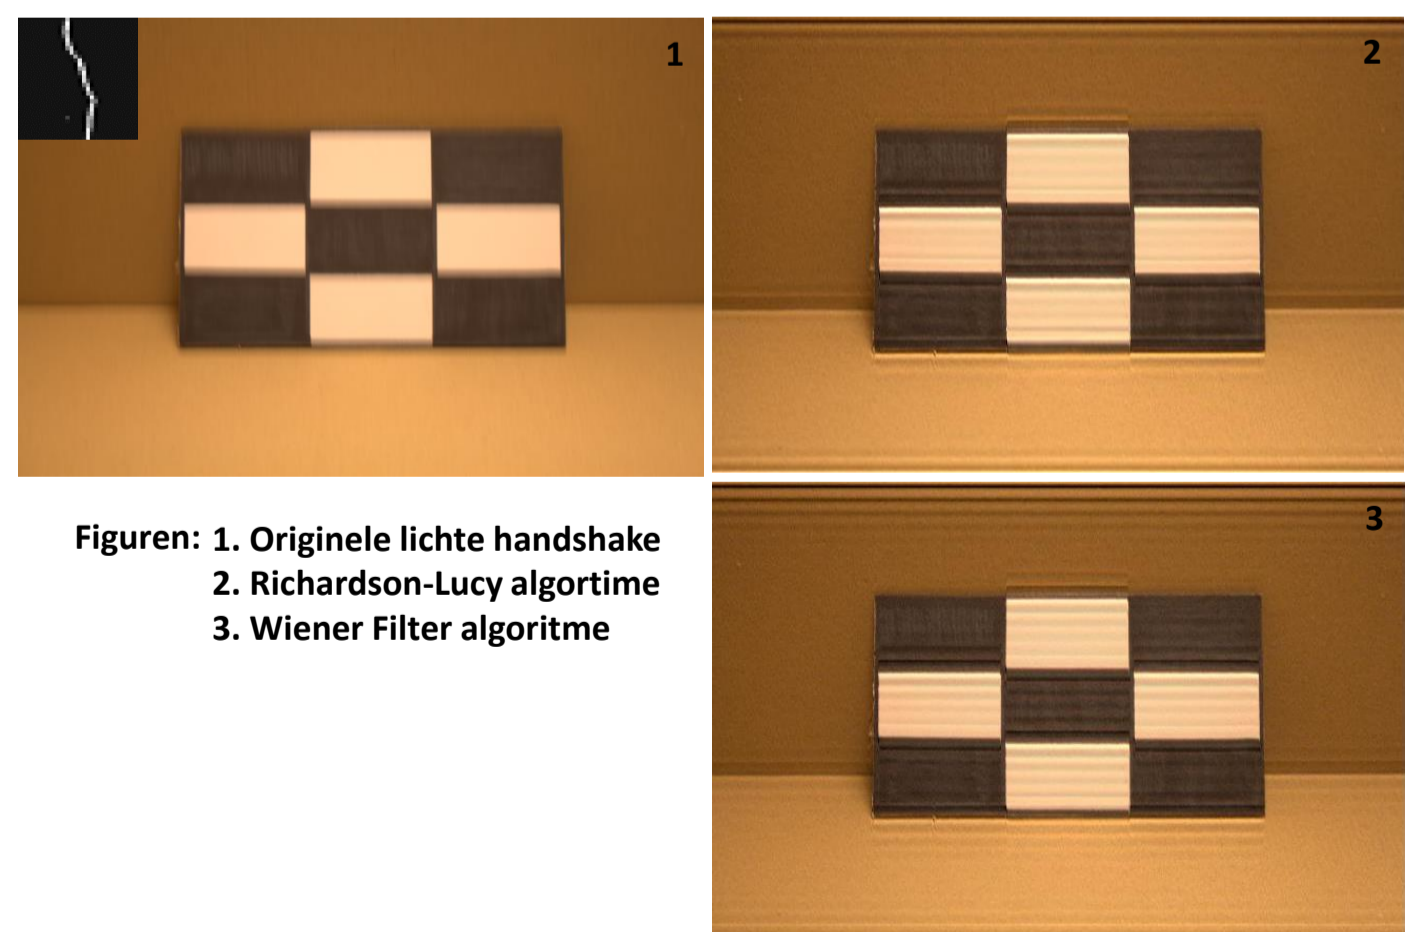 1
2
3
Figuren: 1. Originele lichte handshake
2. Richardson-Lucy algortime
3. Wiener Filter algoritme